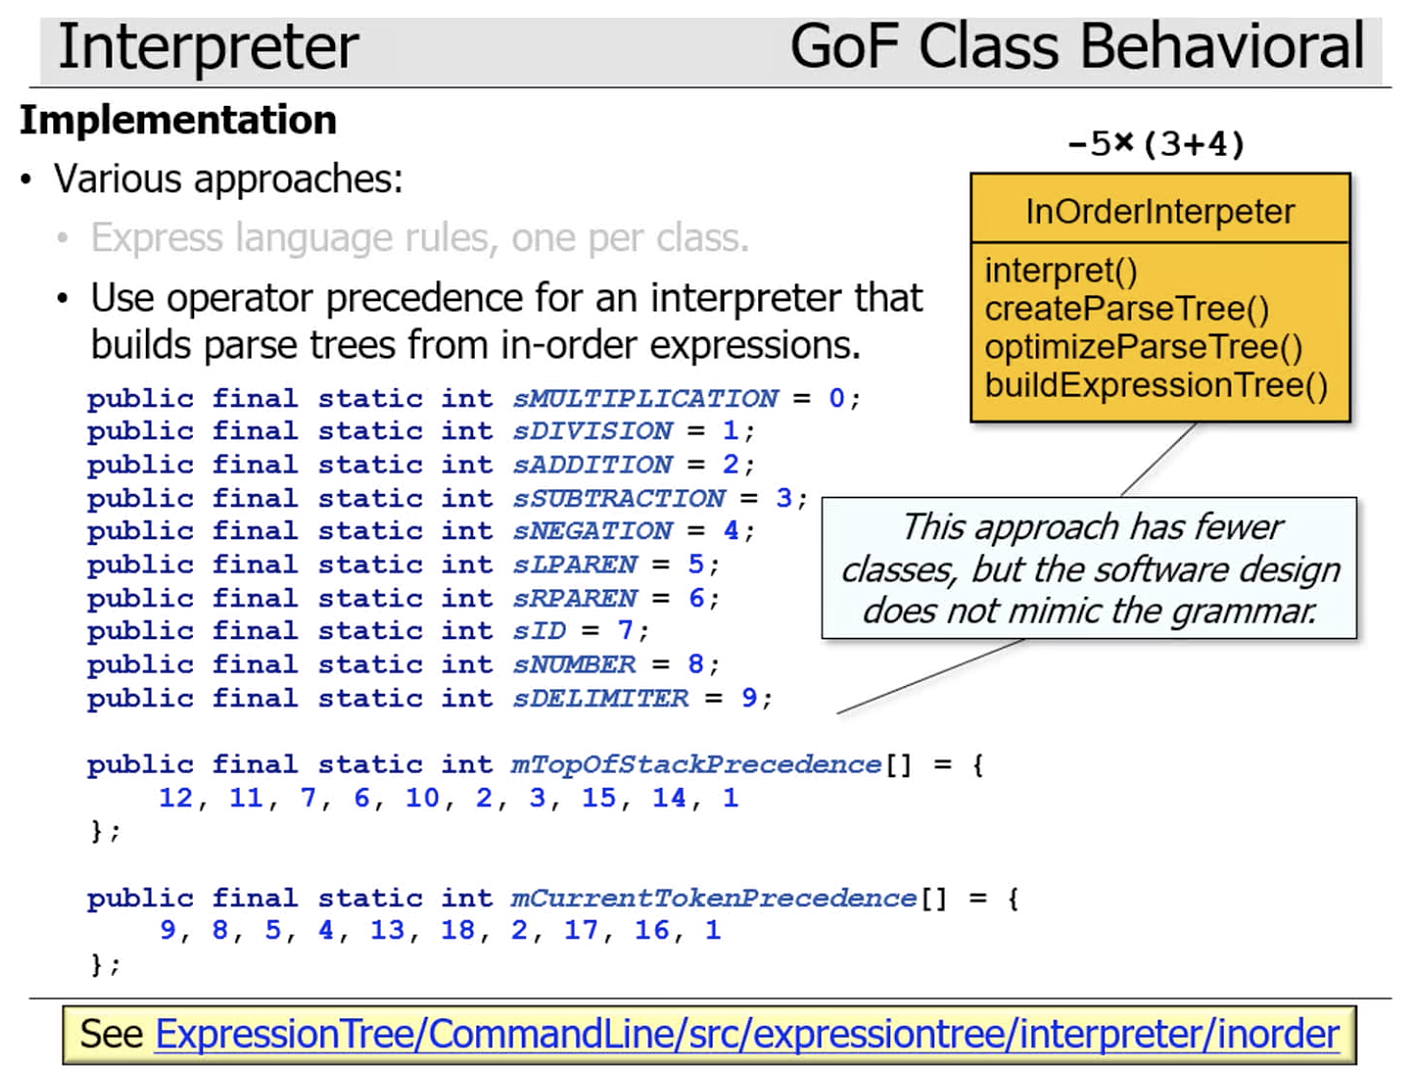 Interpreter GoF Class Behavioral
Implementation
• Various approaches:
• Express language rules, one per class.
• Use operator precedence for an interpreter that
builds parse trees from in-order expressions.
-5×(3+4)
InOrderInterpeter
interpret()
createParseTree()
optimizeParseTree()
buildExpressionTree()
public final static int sMULTIPLICATION = 0;
public final static int sDIVISION = 1;
public final static int sADDITION = 2;
public final static int sSUBTRACTION = 3;
public final static int sNEGATION = 4;
public final static int sLPAREN = 5;
public final static int sRPAREN = 6;
public final static int sID = 7;
public final static int sNUMBER = 8;
public final static int sDELIMITER = 9;
This approach has fewer
classes, but the software design
does not mimic the grammar.
public final static int mTopOfStackPrecedence[] = {
12, 11, 7, 6, 10, 2, 3, 15, 14, 1
};
public final static int mCurrentTokenPrecedence[] = {
9, 8, 5, 4, 13, 18, 2, 17, 16, 1
};
See ExpressionTree/CommandLine/src/expressiontree/interpreter/inorder